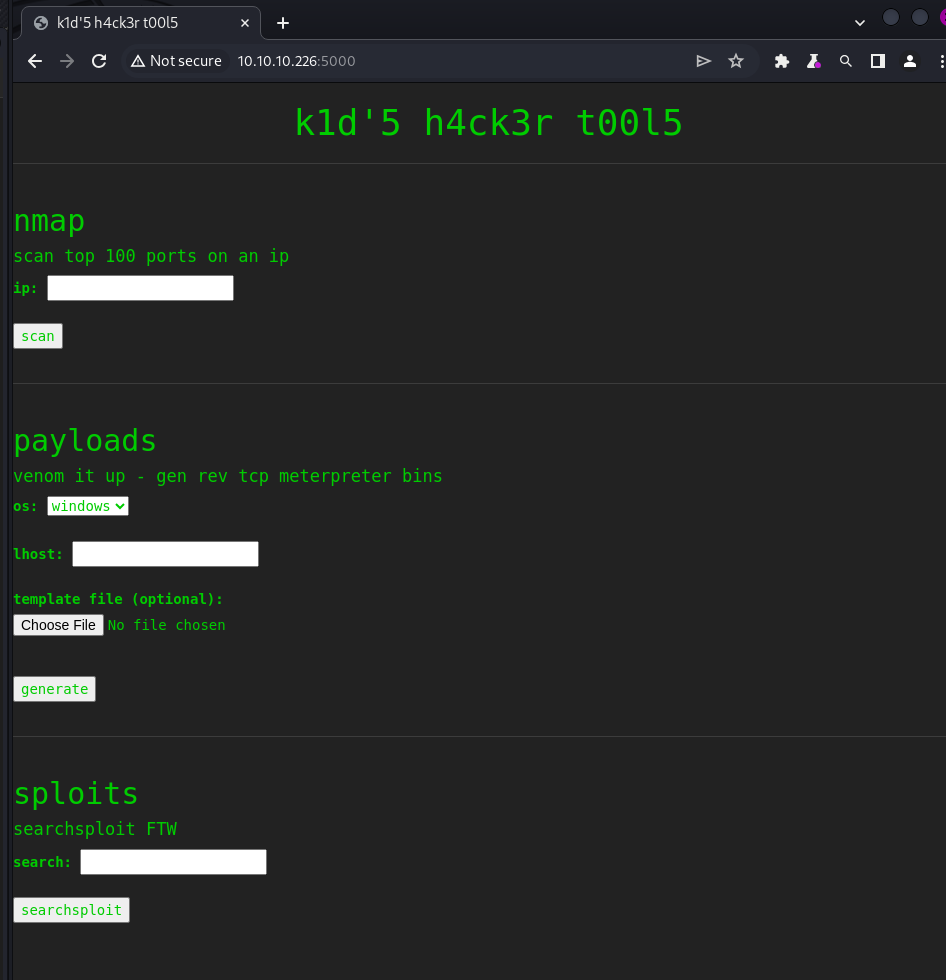 k1d'5 h4ck3r t00l5
Not secure 10.10.10.226:5000
k1d'5 h4ck3r t00l5
nmap
scan top 100 ports on an ip
ip:
scan
payloads
venom it up - gen rev tcp meterpreter bins
os: windows
lhost:
template file (optional):
Choose File No file chosen
generate
sploits
searchsploit FTW
search:
searchsploit